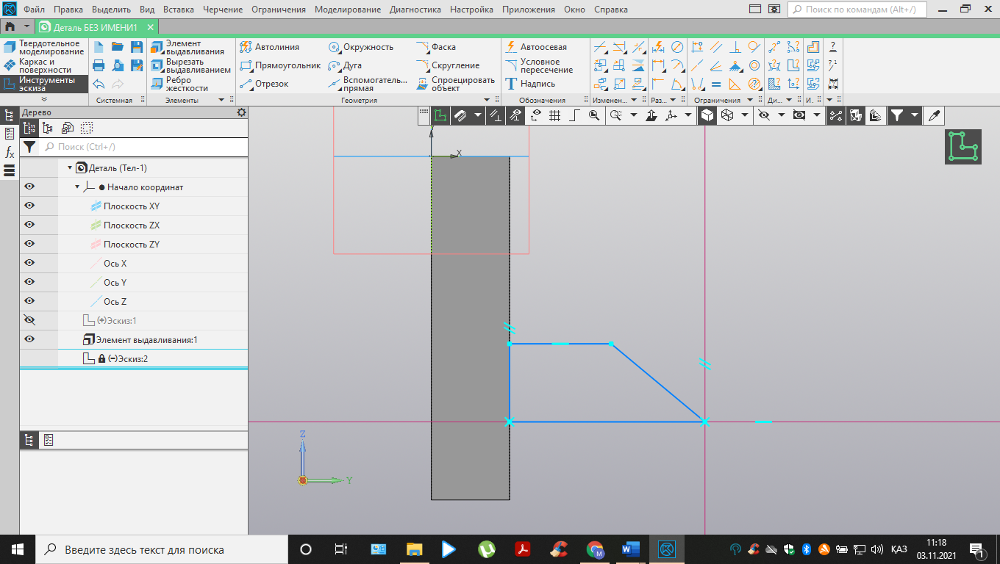 Файл Правка Выделить Вид Вставка Черчение Ограничения Моделирование Диагностика Настройка Приложения Окно Справка
Поиск по командам (Alt+/)
Деталь БЕЗ ИМЕНИ1
Твердотельное моделирование
Каркас и поверхности
Инструменты эскиза
Системная
Элемент выдавливания
Вырезать выдавливанием
Ребро жесткости
Элементы
Автолиния
Прямоугольник
Отрезок
Окружность
Дуга
Вспомогатель... прямая
Фаска
Скругление
Спроецировать объект
Геометрия
Автоосевая
Условное пересечение
Надпись
Обозначения
Изменен...
Раз...
Ограничения
Ди...
И.
Дерево
Поиск (Ctrl+/)
Деталь (Тел-1)
Начало координат
Плоскость XY
Плоскость ZX
Плоскость ZY
Ось X
Ось Y
Ось Z
(+)Эскиз:1
Элемент выдавливания:1
(−)Эскиз:2
X
Z
Y
Введите здесь текст для поиска
ҚАЗ
11:18
03.11.2021
1